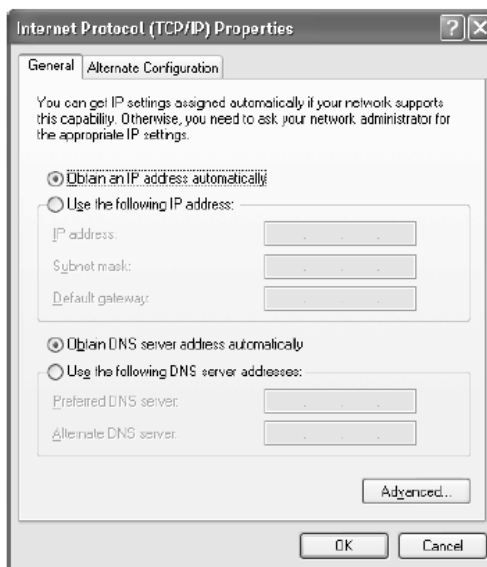 Internet Protocol (TCP/IP) Properties
General
Alternate Configuration
You can get IP settings assigned automatically if your network supports
this capability. Otherwise, you need to ask your network administrator for
the appropriate IP settings.
Obtain an IP address automatically
Use the following IP address:
IP address:
Subnet mask:
Default gateway:
Obtain DNS server address automatically
Use the following DNS server addresses:
Preferred DNS server:
Alternate DNS server:
Advanced...
OK
Cancel